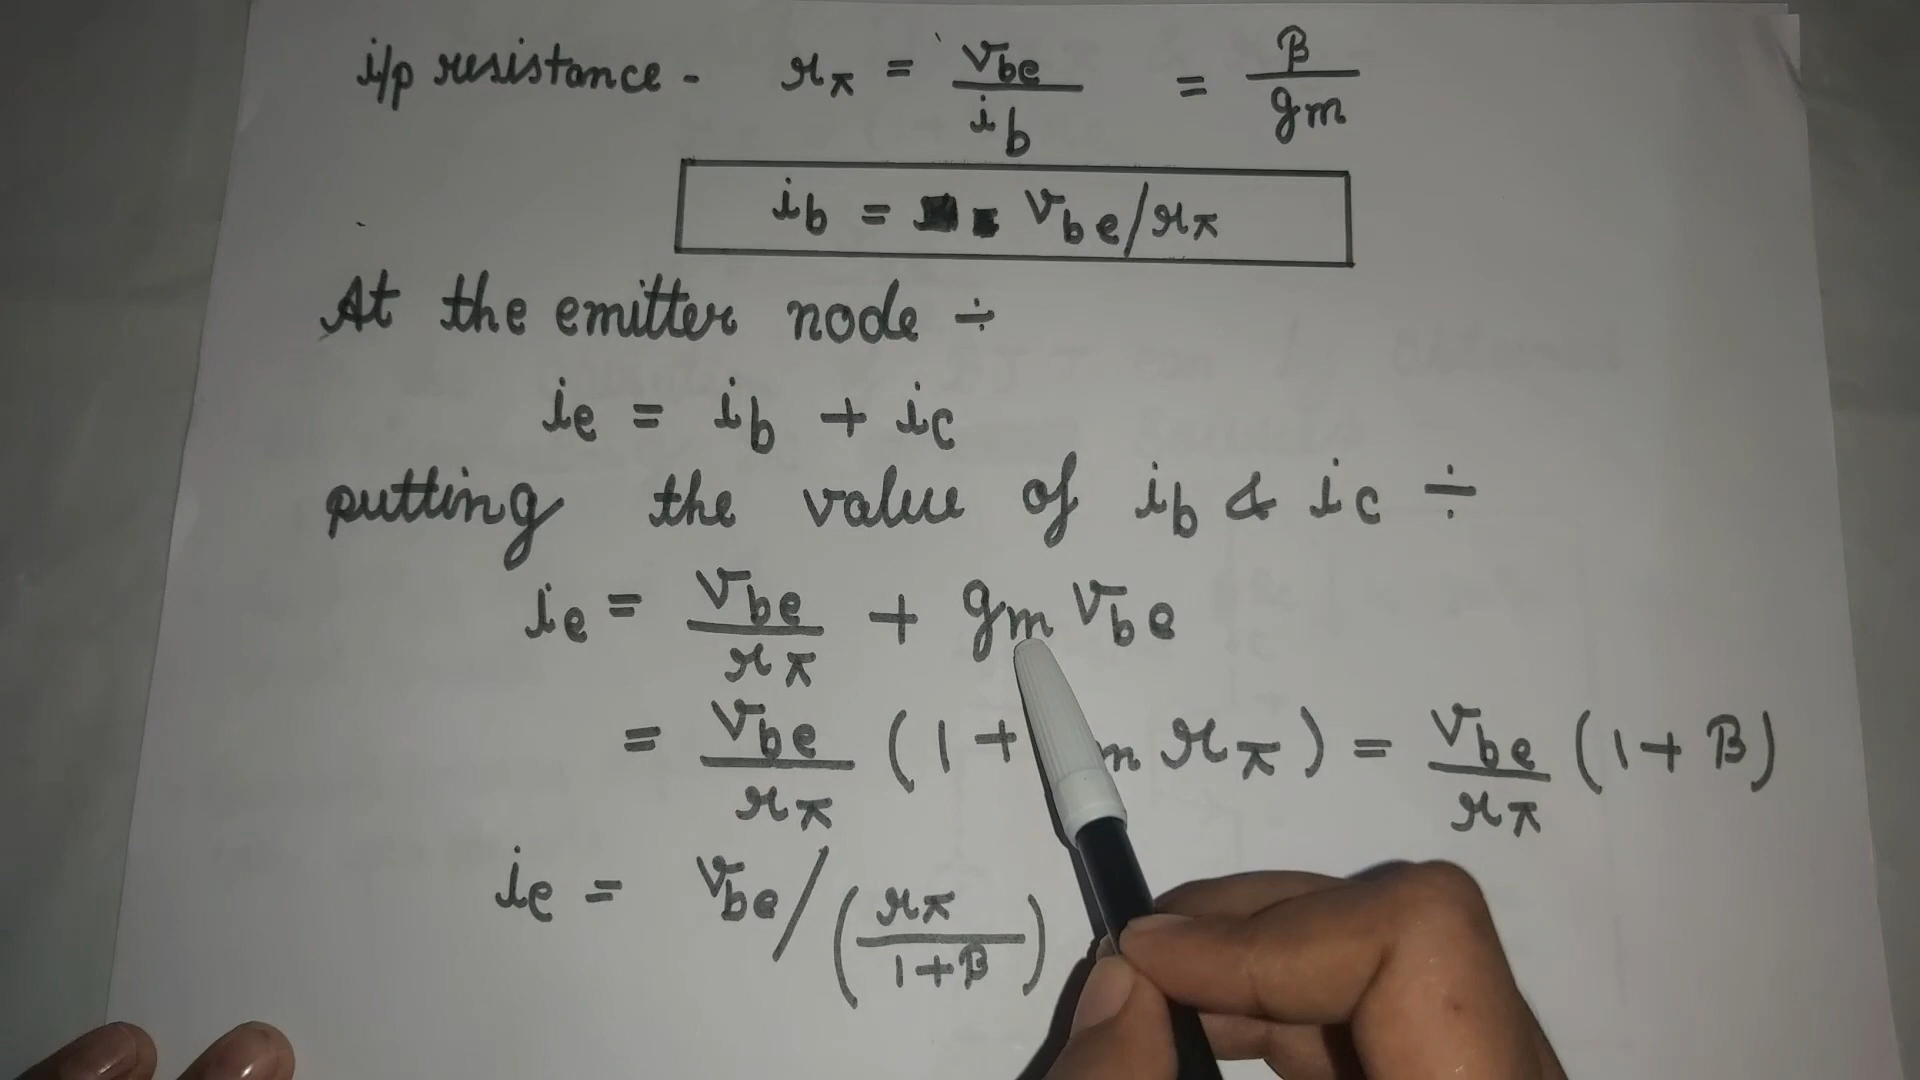 i/p resistance - rπ = vbe/ib = β/gm
ib = vbe/rπ
At the emitter node ÷
ie = ib + ic
putting the value of ib & ic ÷
ie = vbe/rπ + gm vbe
= vbe/rπ (1 + m rπ) = vbe/rπ (1 + β)
ie = vbe/(rπ/1+β)